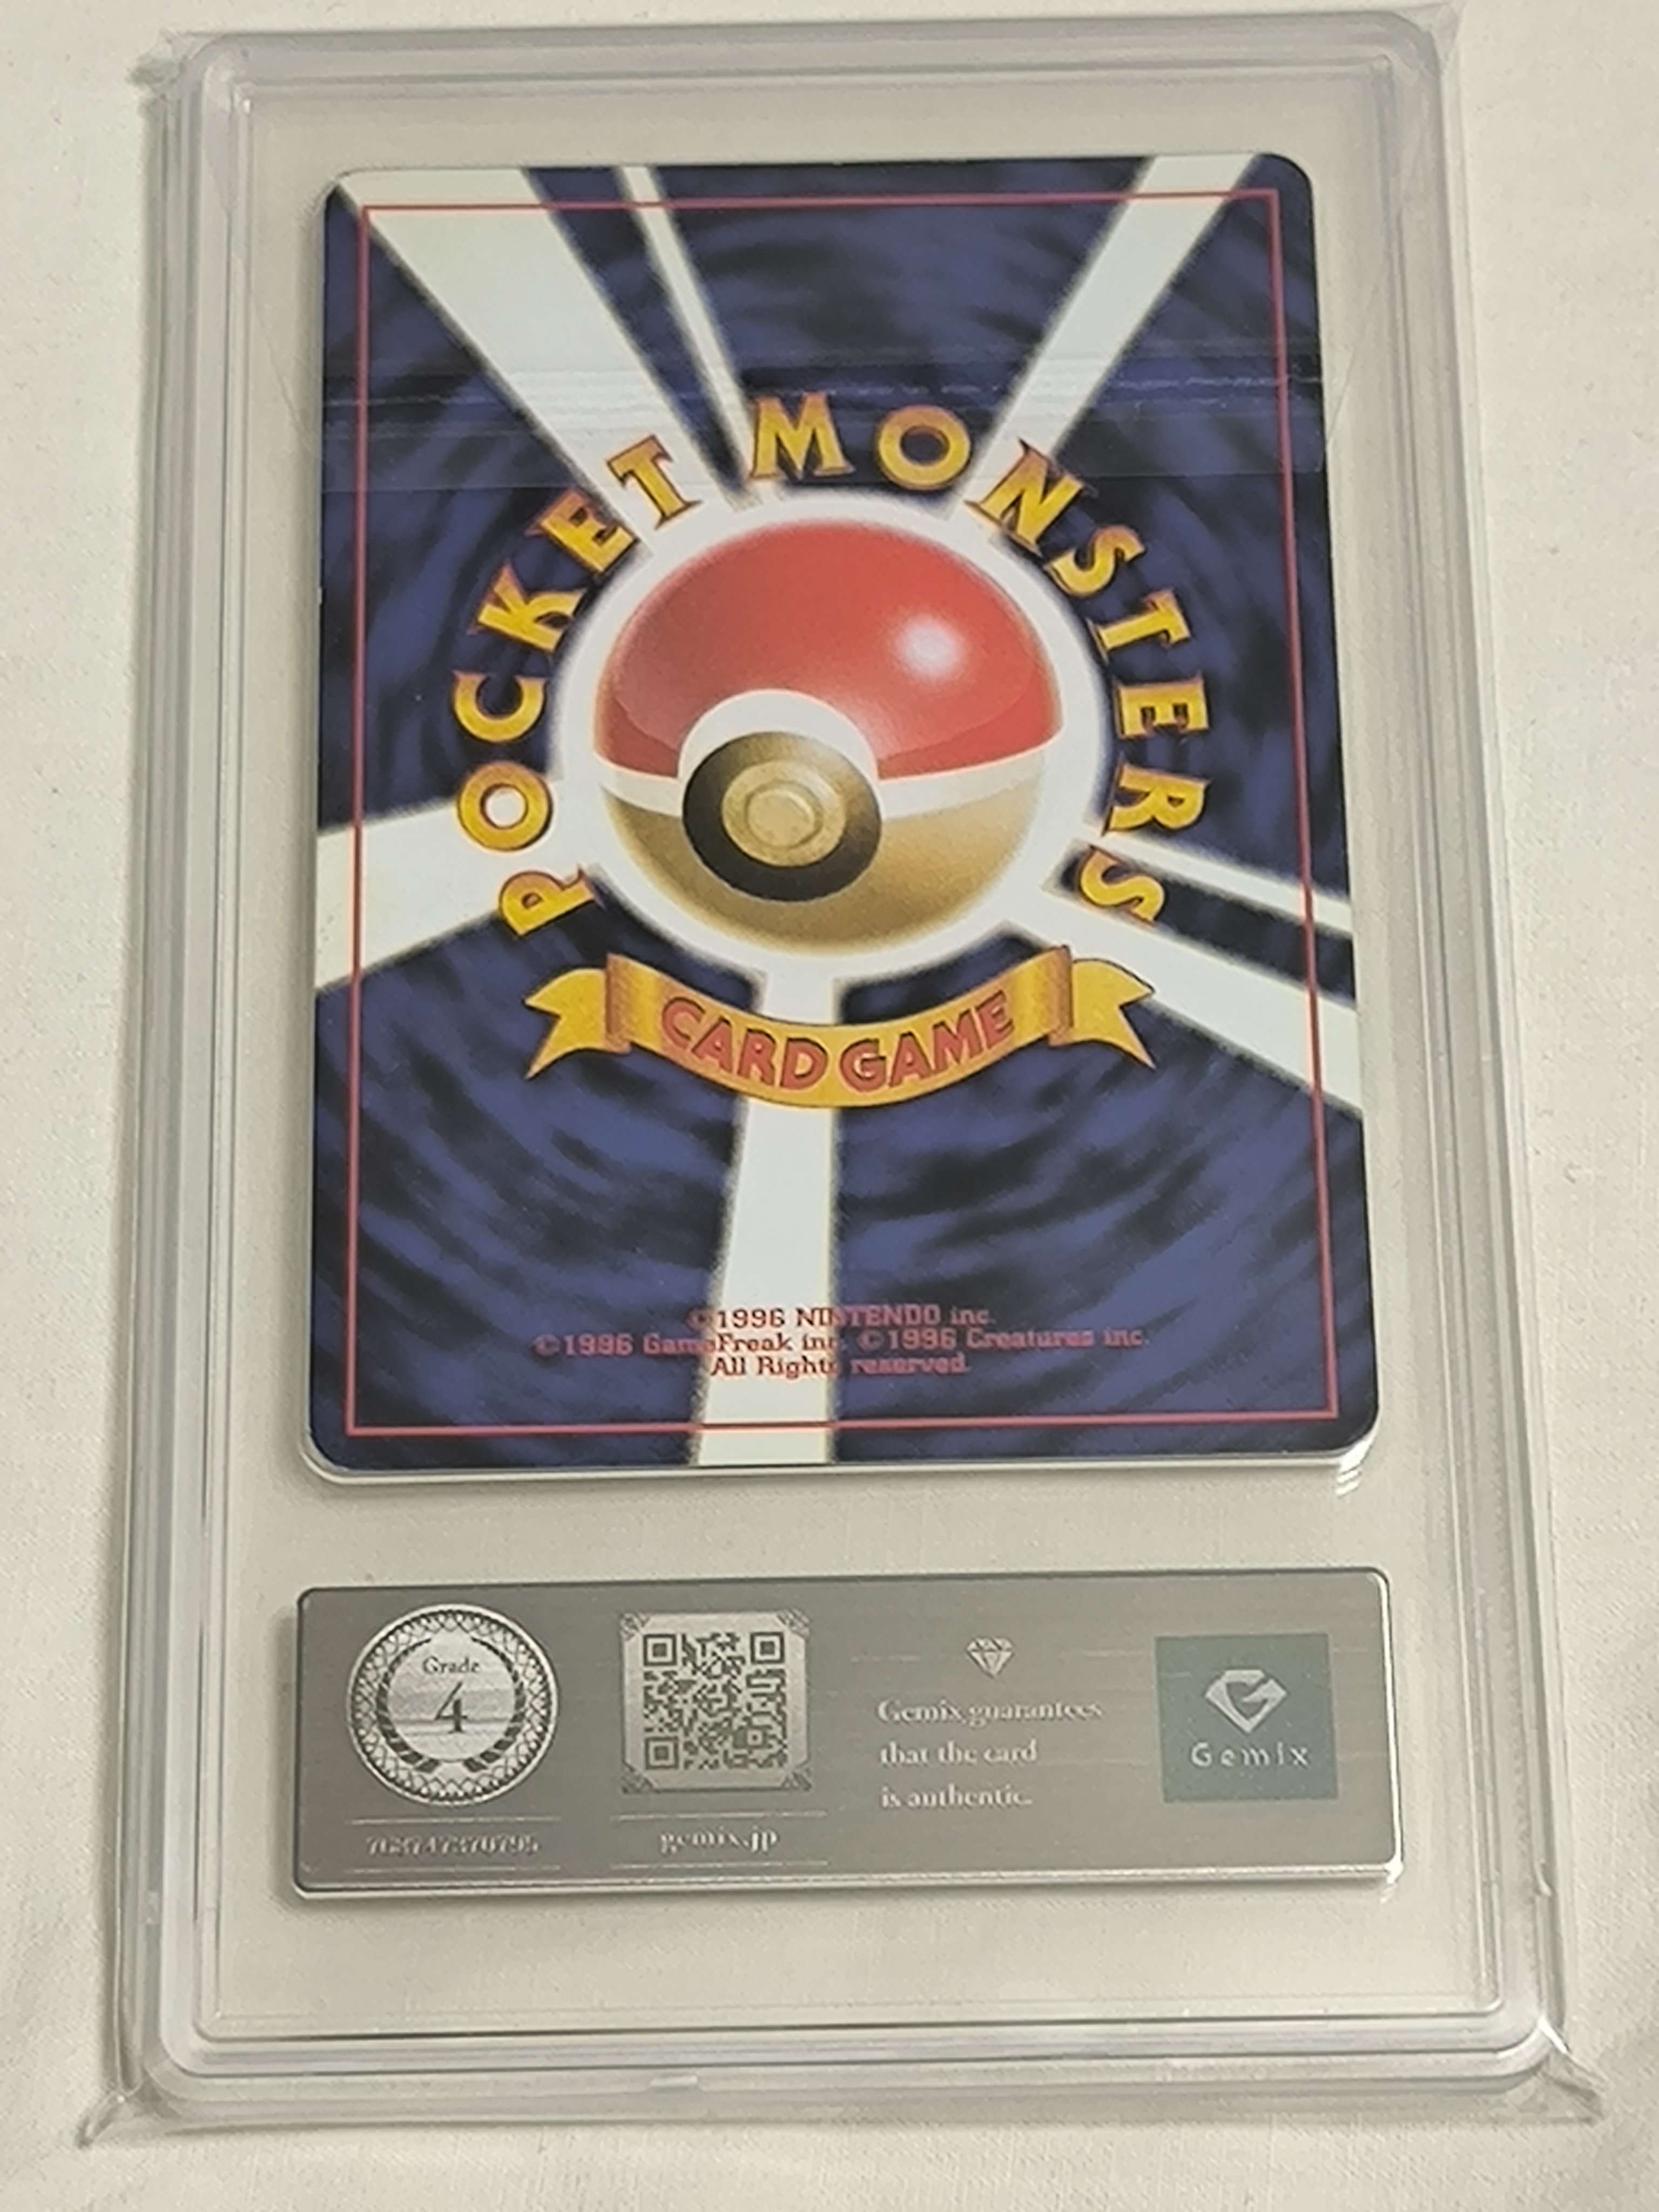 POCKET MONSTERS
CARD GAME
©1996 NINTENDO inc.
©1996 GameFreak inc. ©1996 Creatures inc.
All Rights reserved.
Grade
4
gemix.jp
Gemix guarantees
that the card
is authentic.
Gemix